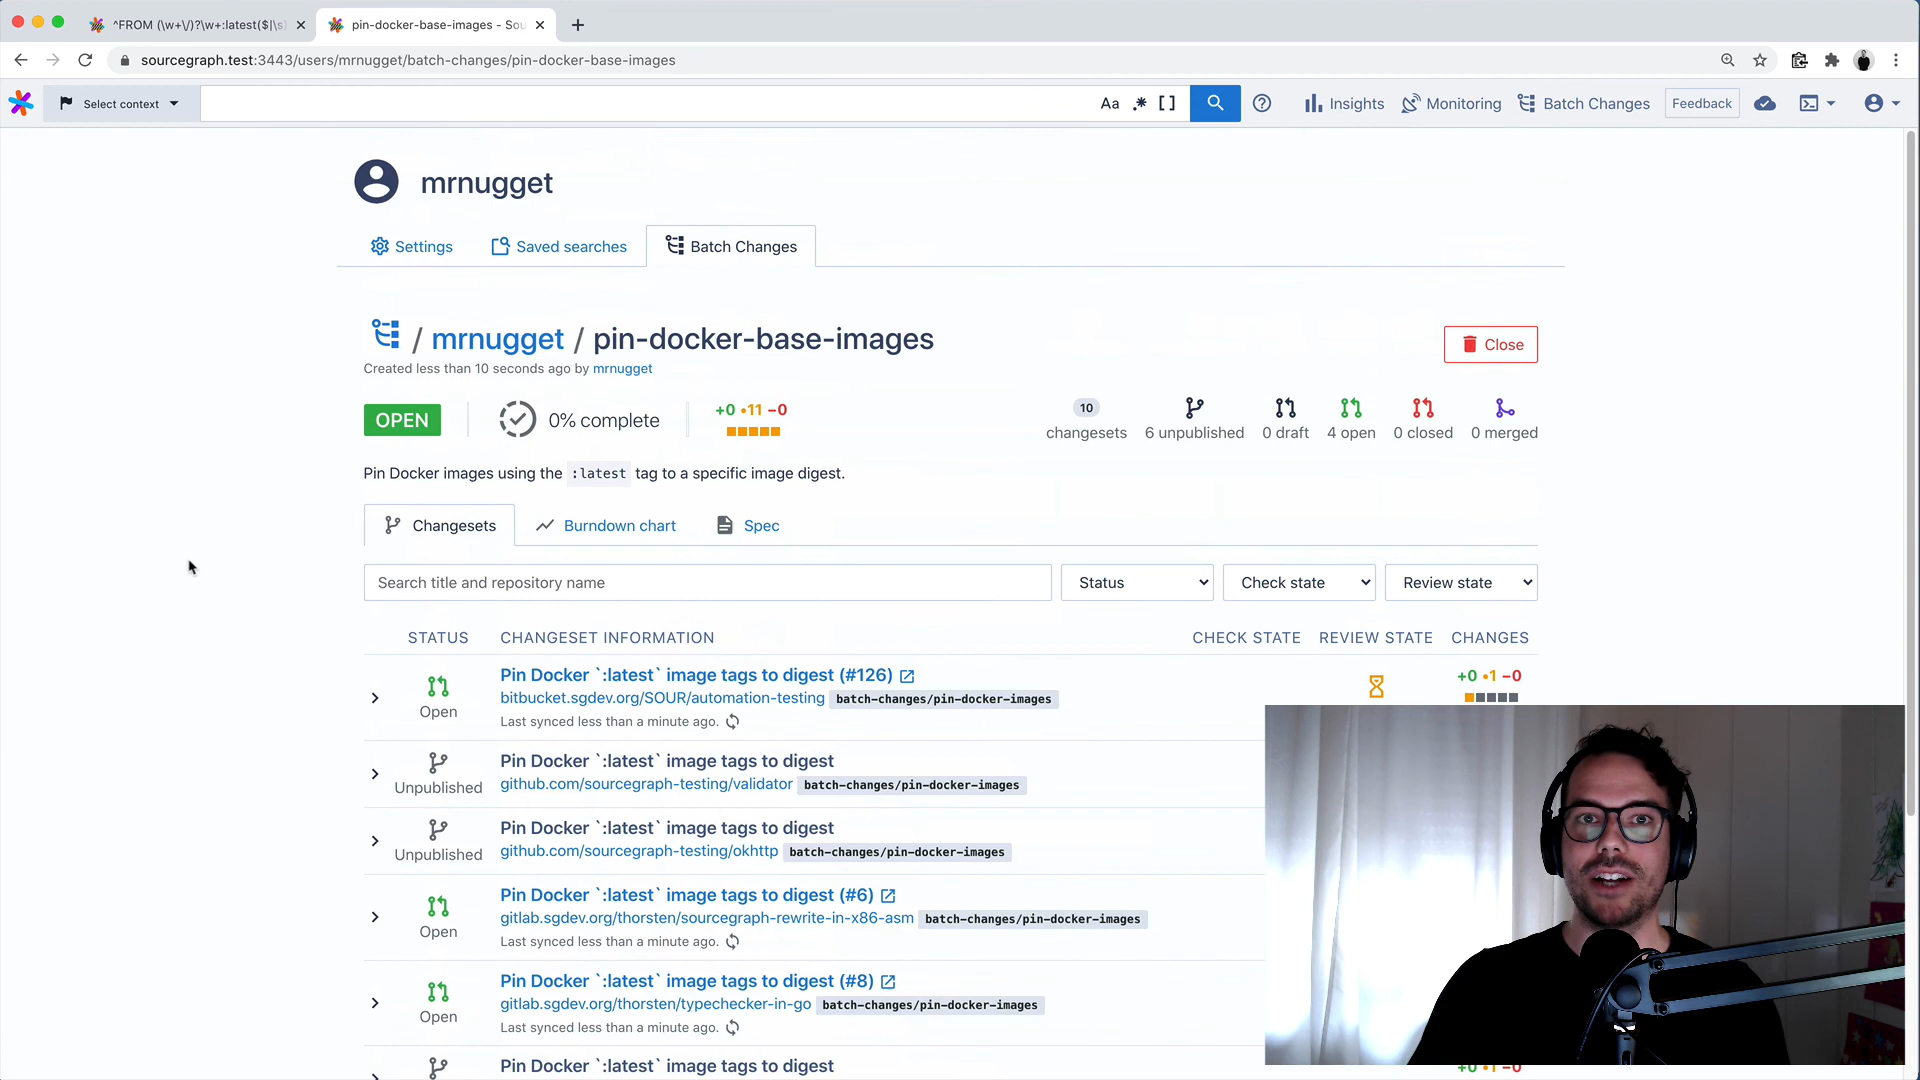 ^FROM (\w+\/)?\w+:latest($|\s)
pin-docker-base-images - Sou
sourcegraph.test:3443/users/mrnugget/batch-changes/pin-docker-base-images
Select context
Aa .* [ ]
Insights
Monitoring
Batch Changes
Feedback
mrnugget
Settings
Saved searches
Batch Changes
/ mrnugget / pin-docker-base-images
Close
Created less than 10 seconds ago by mrnugget
OPEN
0% complete
+0 •11 −0
10
changesets
6 unpublished
0 draft
4 open
0 closed
0 merged
Pin Docker images using the :latest tag to a specific image digest.
Changesets
Burndown chart
Spec
Search title and repository name
Status
Check state
Review state
STATUS
CHANGESET INFORMATION
CHECK STATE
REVIEW STATE
CHANGES
Open
Pin Docker `:latest` image tags to digest (#126)
bitbucket.sgdev.org/SOUR/automation-testing batch-changes/pin-docker-images
Last synced less than a minute ago.
+0 •1 −0
Unpublished
Pin Docker `:latest` image tags to digest
github.com/sourcegraph-testing/validator batch-changes/pin-docker-images
Unpublished
Pin Docker `:latest` image tags to digest
github.com/sourcegraph-testing/okhttp batch-changes/pin-docker-images
Open
Pin Docker `:latest` image tags to digest (#6)
gitlab.sgdev.org/thorsten/sourcegraph-rewrite-in-x86-asm batch-changes/pin-docker-images
Last synced less than a minute ago.
Open
Pin Docker `:latest` image tags to digest (#8)
gitlab.sgdev.org/thorsten/typechecker-in-go batch-changes/pin-docker-images
Last synced less than a minute ago.
Pin Docker `:latest` image tags to digest
+0 •1 −0